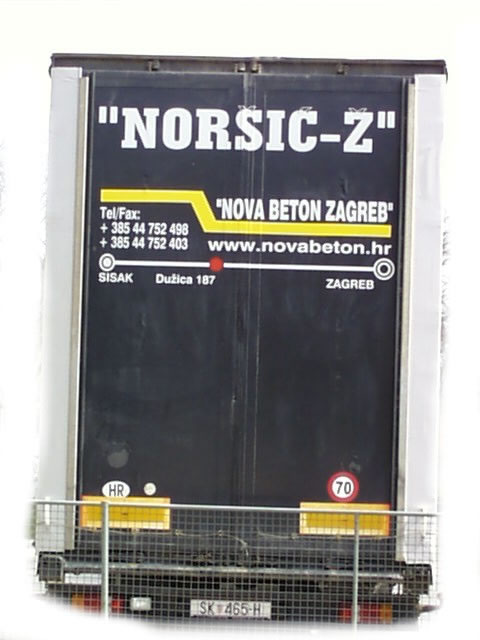 "NORŠIĆ-Ž"
"NOVA BETON ZAGREB"
Tel/Fax:
+ 385 44 752 498
+ 385 44 752 403
www.novabeton.hr
SISAK
Dužica 187
ZAGREB
HR
70
SK 465-H